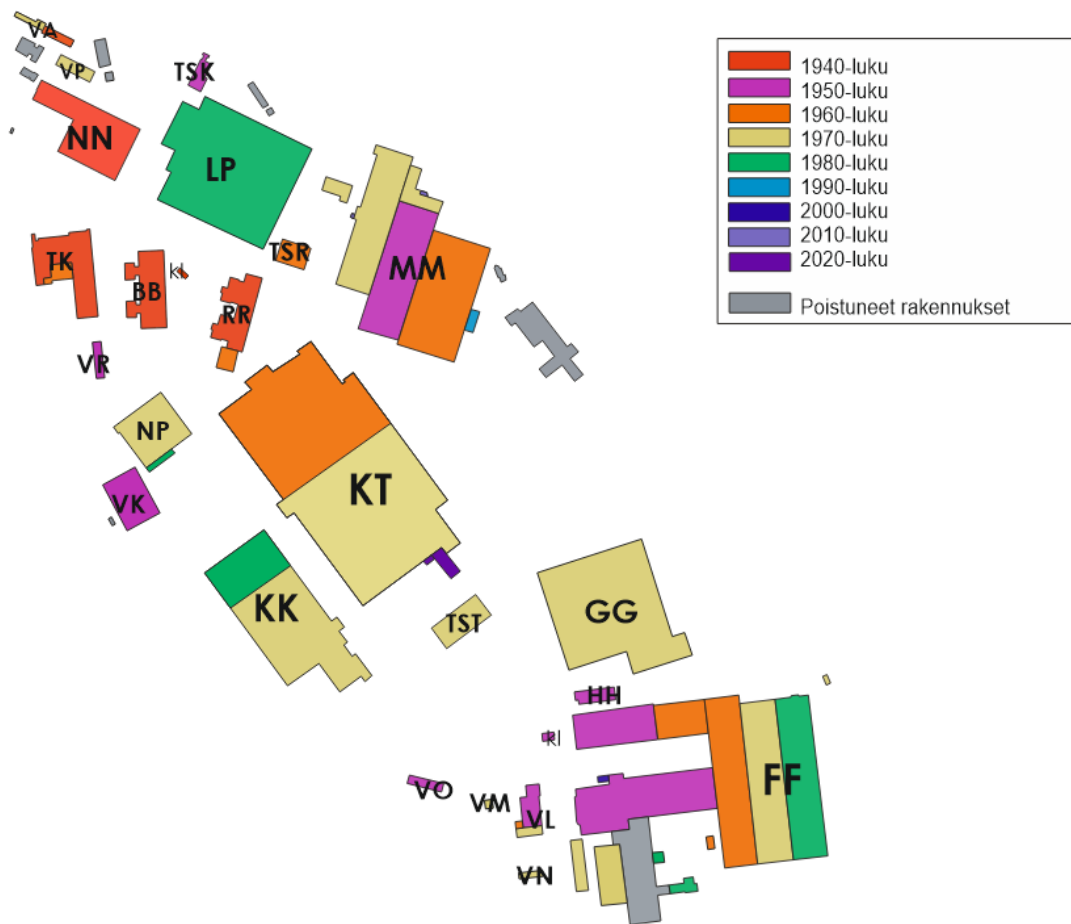 VA
VP
TSK
NN
LP
TSR
MM
TK
kl
BB
RR
VR
NP
VK
KT
KK
TST
GG
HH
kl
FF
VO
VM
VL
VN
1940-luku
1950-luku
1960-luku
1970-luku
1980-luku
1990-luku
2000-luku
2010-luku
2020-luku
Poistuneet rakennukset